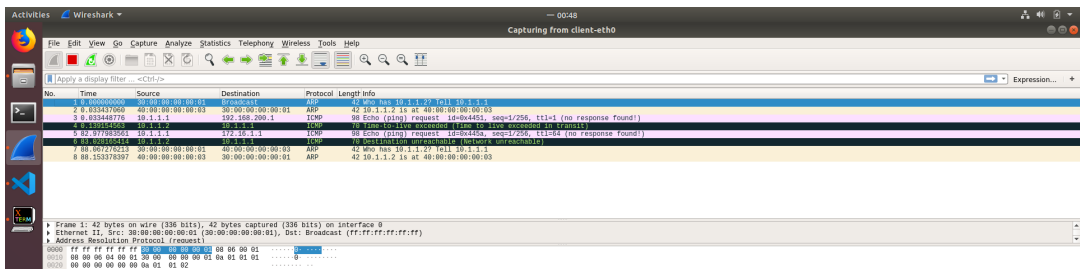 Activities Wireshark 00:48
Capturing from client-eth0
File Edit View Go Capture Analyze Statistics Telephony Wireless Tools Help
Apply a display filter ... <Ctrl-/> Expression... +
No. Time Source Destination Protocol Length Info
1 0.000000000 30:00:00:00:00:01 Broadcast ARP 42 Who has 10.1.1.2? Tell 10.1.1.1
2 0.033437060 40:00:00:00:00:03 30:00:00:00:00:01 ARP 42 10.1.1.2 is at 40:00:00:00:00:03
3 0.033448776 10.1.1.1 192.168.200.1 ICMP 98 Echo (ping) request id=0x4451, seq=1/256, ttl=1 (no response found!)
4 0.139154563 10.1.1.2 10.1.1.1 ICMP 70 Time-to-live exceeded (Time to live exceeded in transit)
5 82.977983561 10.1.1.1 172.16.1.1 ICMP 98 Echo (ping) request id=0x445a, seq=1/256, ttl=64 (no response found!)
6 83.028165414 10.1.1.2 10.1.1.1 ICMP 70 Destination unreachable (Network unreachable)
7 88.067276213 30:00:00:00:00:01 40:00:00:00:00:03 ARP 42 Who has 10.1.1.2? Tell 10.1.1.1
8 88.153378397 40:00:00:00:00:03 30:00:00:00:00:01 ARP 42 10.1.1.2 is at 40:00:00:00:00:03
Frame 1: 42 bytes on wire (336 bits), 42 bytes captured (336 bits) on interface 0
Ethernet II, Src: 30:00:00:00:00:01 (30:00:00:00:00:01), Dst: Broadcast (ff:ff:ff:ff:ff:ff)
Address Resolution Protocol (request)
0000 ff ff ff ff ff ff 30 00 00 00 00 01 08 06 00 01 ······0· ········
0010 08 00 06 04 00 01 30 00 00 00 00 01 0a 01 01 01 ······0· ········
0020 00 00 00 00 00 00 0a 01 01 02 ········ ··
TERM